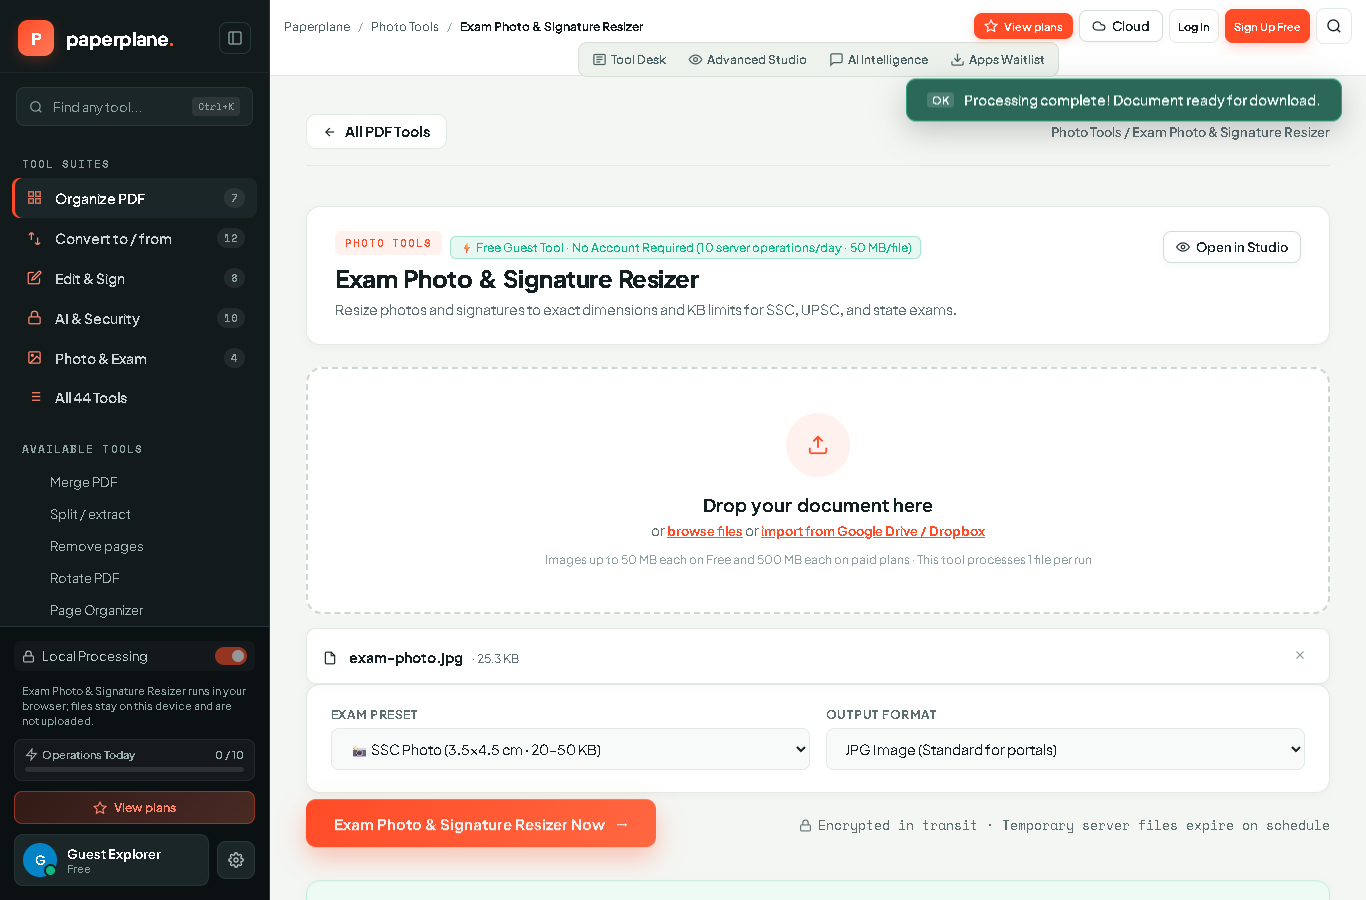 P paperplane.
Find any tool... Ctrl+K
TOOL SUITES
Organize PDF 7
Convert to / from 12
Edit & Sign 8
AI & Security 10
Photo & Exam 4
All 44 Tools
AVAILABLE TOOLS
Merge PDF
Split / extract
Remove pages
Rotate PDF
Page Organizer
Local Processing
Exam Photo & Signature Resizer runs in your
browser; files stay on this device and are
not uploaded.
Operations Today 0 / 10
View plans
G Guest Explorer
Free
Paperplane / Photo Tools / Exam Photo & Signature Resizer
View plans Cloud Log In Sign Up Free
Tool Desk Advanced Studio AI Intelligence Apps Waitlist
OK Processing complete! Document ready for download.
← All PDF Tools
Photo Tools / Exam Photo & Signature Resizer
PHOTO TOOLS Free Guest Tool · No Account Required (10 server operations/day · 50 MB/file)
Open in Studio
Exam Photo & Signature Resizer
Resize photos and signatures to exact dimensions and KB limits for SSC, UPSC, and state exams.
Drop your document here
or browse files or import from Google Drive / Dropbox
Images up to 50 MB each on Free and 500 MB each on paid plans · This tool processes 1 file per run
exam-photo.jpg · 25.3 KB ×
EXAM PRESET OUTPUT FORMAT
SSC Photo (3.5x4.5 cm · 20–50 KB) JPG Image (Standard for portals)
Exam Photo & Signature Resizer Now →
Encrypted in transit · Temporary server files expire on schedule